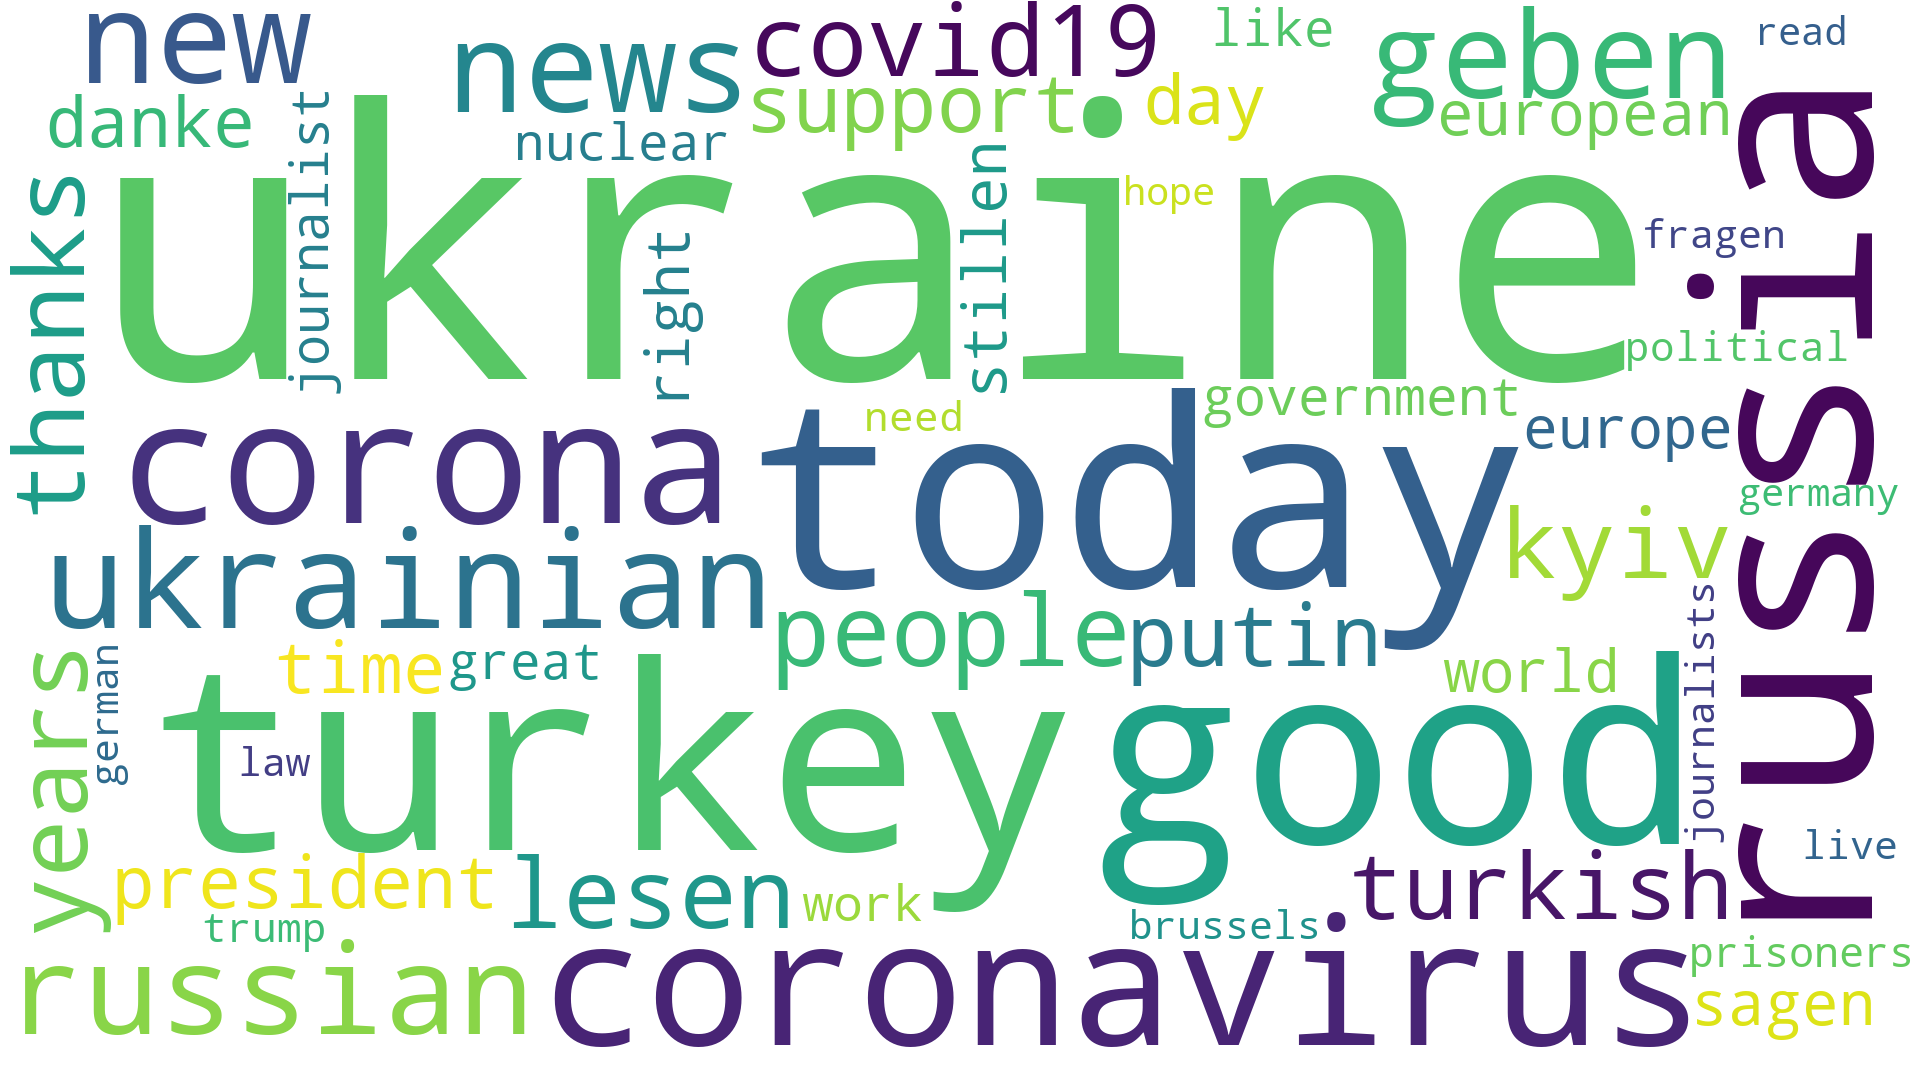 new
news
covid19
like
geben
read
danke
journalist
nuclear
support
day
european
thanks
ukraine
right
stillen
hope
fragen
russia
political
corona
need
today
government
europe
germany
ukrainian
kyiv
people
putin
journalists
years
german
time
great
world
law
turkey
good
live
president
trump
lesen
work
brussels
turkish
russian
coronavirus
prisoners
sagen